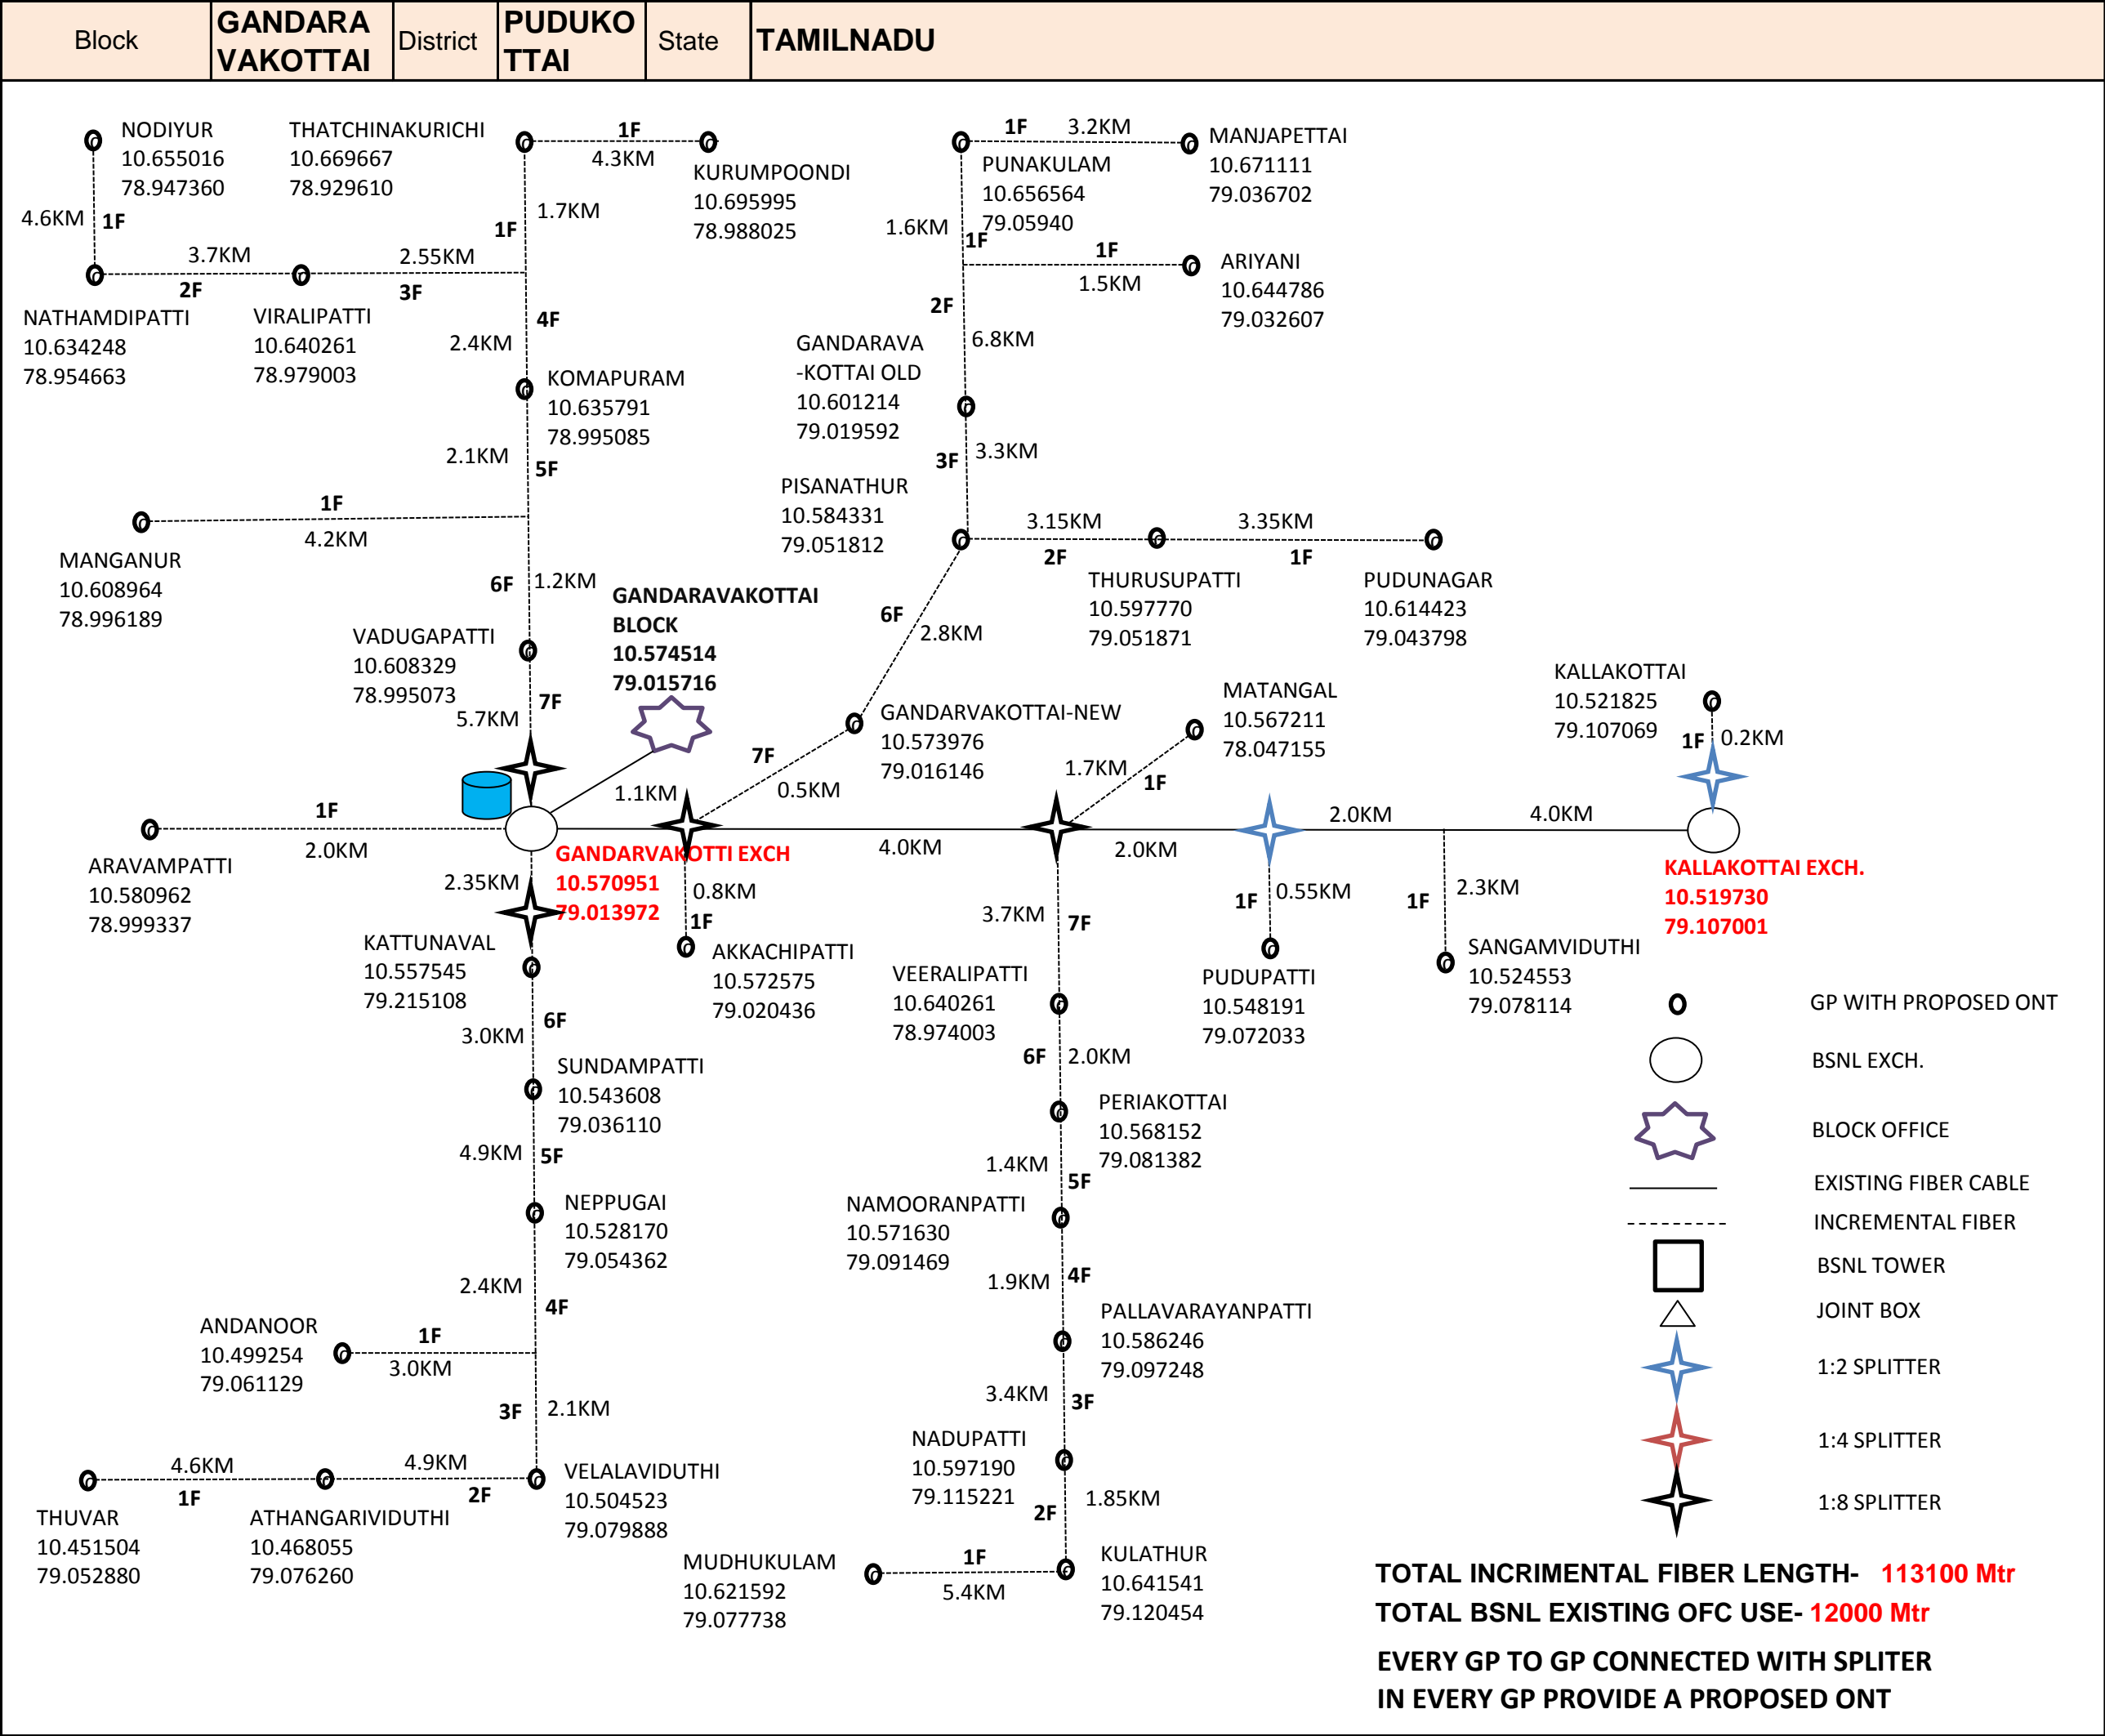 Block
GANDARA
VAKOTTAI
District
PUDUKO
TTAI
State
TAMILNADU
NODIYUR
10.655016
78.947360
THATCHINAKURICHI
10.669667
78.929610
1F
4.3KM
KURUMPOONDI
10.695995
78.988025
1F
3.2KM
MANJAPETTAI
10.671111
79.036702
PUNAKULAM
10.656564
79.05940
4.6KM
1F
1F
1.7KM
1.6KM
1F
1F
1.5KM
ARIYANI
10.644786
79.032607
3.7KM
2F
2.55KM
3F
NATHAMDIPATTI
10.634248
78.954663
VIRALIPATTI
10.640261
78.979003
4F
2.4KM
2F
6.8KM
GANDARAVA
-KOTTAI OLD
10.601214
79.019592
KOMAPURAM
10.635791
78.995085
2.1KM
5F
3F
3.3KM
PISANATHUR
10.584331
79.051812
1F
4.2KM
MANGANUR
10.608964
78.996189
3.15KM
2F
3.35KM
1F
THURUSUPATTI
10.597770
79.051871
PUDUNAGAR
10.614423
79.043798
6F
1.2KM
GANDARAVAKOTTAI
BLOCK
10.574514
79.015716
6F
2.8KM
VADUGAPATTI
10.608329
78.995073
7F
5.7KM
GANDARVAKOTTAI-NEW
10.573976
79.016146
MATANGAL
10.567211
78.047155
KALLAKOTTAI
10.521825
79.107069
1F
0.2KM
7F
0.5KM
1.1KM
1.7KM
1F
1F
2.0KM
ARAVAMPATTI
10.580962
78.999337
GANDARVAKOTTI EXCH
10.570951
79.013972
4.0KM
2.0KM
2.0KM
4.0KM
KALLAKOTTAI EXCH.
10.519730
79.107001
2.35KM
0.8KM
1F
AKKACHIPATTI
10.572575
79.020436
3.7KM
7F
1F
0.55KM
PUDUPATTI
10.548191
79.072033
1F
2.3KM
SANGAMVIDUTHI
10.524553
79.078114
KATTUNAVAL
10.557545
79.215108
6F
3.0KM
VEERALIPATTI
10.640261
78.974003
6F
2.0KM
SUNDAMPATTI
10.543608
79.036110
PERIAKOTTAI
10.568152
79.081382
4.9KM
5F
1.4KM
5F
NEPPUGAI
10.528170
79.054362
NAMOORANPATTI
10.571630
79.091469
2.4KM
4F
1.9KM
4F
ANDANOOR
10.499254
79.061129
1F
3.0KM
PALLAVARAYANPATTI
10.586246
79.097248
3F
2.1KM
3.4KM
3F
4.6KM
1F
4.9KM
2F
THUVAR
10.451504
79.052880
ATHANGARIVIDUTHI
10.468055
79.076260
VELALAVIDUTHI
10.504523
79.079888
NADUPATTI
10.597190
79.115221
2F
1.85KM
MUDHUKULAM
10.621592
79.077738
1F
5.4KM
KULATHUR
10.641541
79.120454
GP WITH PROPOSED ONT
BSNL EXCH.
BLOCK OFFICE
EXISTING FIBER CABLE
INCREMENTAL FIBER
BSNL TOWER
JOINT BOX
1:2 SPLITTER
1:4 SPLITTER
1:8 SPLITTER
TOTAL INCRIMENTAL FIBER LENGTH- 113100 Mtr
TOTAL BSNL EXISTING OFC USE- 12000 Mtr
EVERY GP TO GP CONNECTED WITH SPLITER
IN EVERY GP PROVIDE A PROPOSED ONT